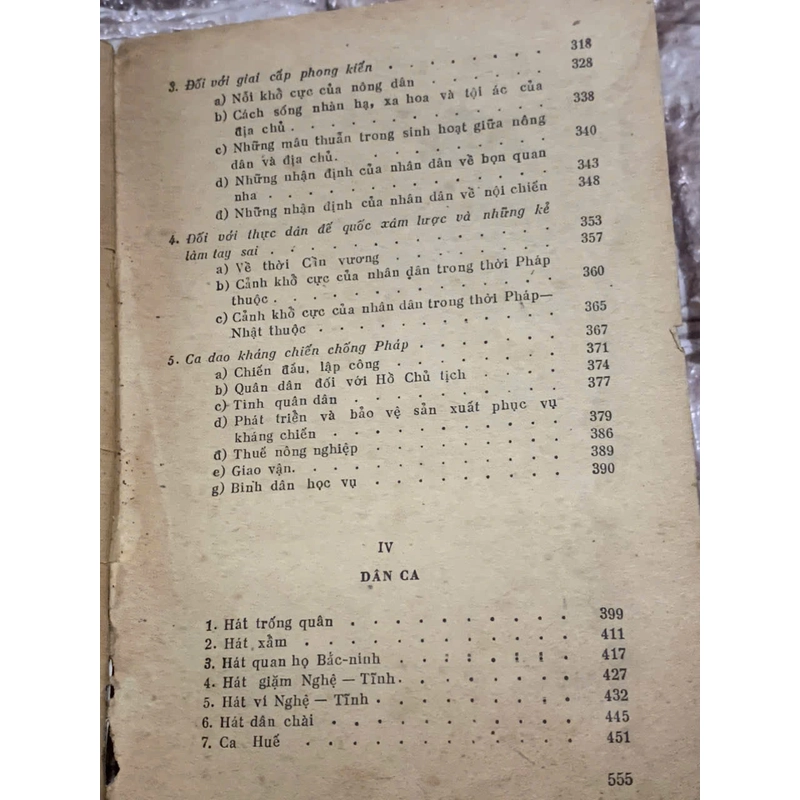 3. Đối với giai cấp phong kiến . . . . . . . . 318
a) Nỗi khổ cực của nông dân . . . . . . 328
b) Cách sống nhàn hạ, xa hoa và tội ác của
địa chủ . . . . . . . . . . 338
c) Những mâu thuẫn trong sinh hoạt giữa nông
dân và địa chủ. . . . . . . . . 340
d) Những nhận định của nhân dân về bọn quan
nha . . . . . . . . . . . 343
đ) Những nhận định của nhân dân về nội chiến 348
4. Đối với thực dân đế quốc xâm lược và những kẻ
làm tay sai . . . . . . . . . . 353
a) Về thời Cần vương . . . . . . . 357
b) Cảnh khổ cực của nhân dân trong thời Pháp
thuộc . . . . . . . . . . . 360
c) Cảnh khổ cực của nhân dân trong thời Pháp—
Nhật thuộc . . . . . . . . . 365
5. Ca dao kháng chiến chống Pháp . . . . . . 367
a) Chiến đấu, lập công . . . . . . . 371
b) Quân dân đối với Hồ Chủ tịch . . . . 374
c) Tình quân dân . . . . . . . . 377
d) Phát triển và bảo vệ sản xuất phục vụ
kháng chiến . . . . . . . . . 379
đ) Thuế nông nghiệp . . . . . . . 386
e) Giao vận. . . . . . . . . . 389
g) Bình dân học vụ . . . . . . . 390
IV
DÂN CA
1. Hát trống quân . . . . . . . . 399
2. Hát xẩm . . . . . . . . . . 411
3. Hát quan họ Bắc-ninh . . . . . . . 417
4. Hát giặm Nghệ — Tĩnh. . . . . . . 427
5. Hát ví Nghệ — Tĩnh . . . . . . . 432
6. Hát dân chài . . . . . . . . . 445
7. Ca Huế . . . . . . . . . . 451
555